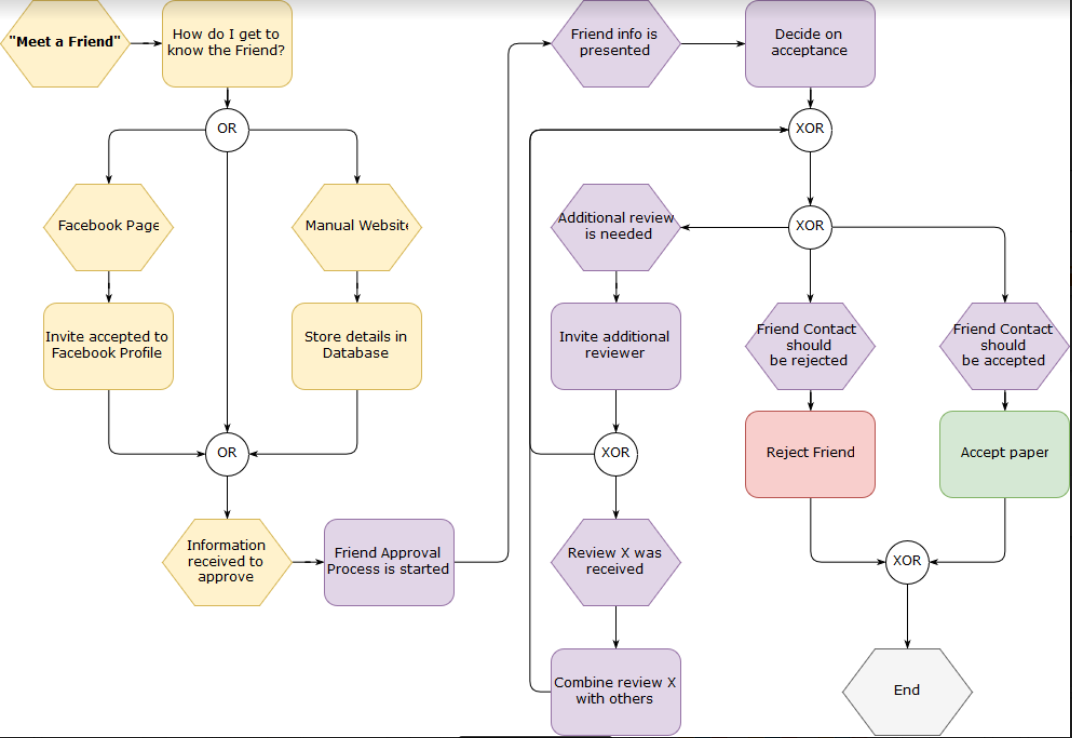 "Meet a Friend"
How do I get to
know the Friend?
OR
Facebook Page
Manual Website
Invite accepted to
Facebook Profile
Store details in
Database
OR
Information
received to
approve
Friend Approval
Process is started
Friend info is
presented
Decide on
acceptance
XOR
XOR
Additional review
is needed
Invite additional
reviewer
XOR
Review X was
received
Combine review X
with others
Friend Contact
should
be rejected
Friend Contact
should
be accepted
Reject Friend
Accept paper
XOR
End